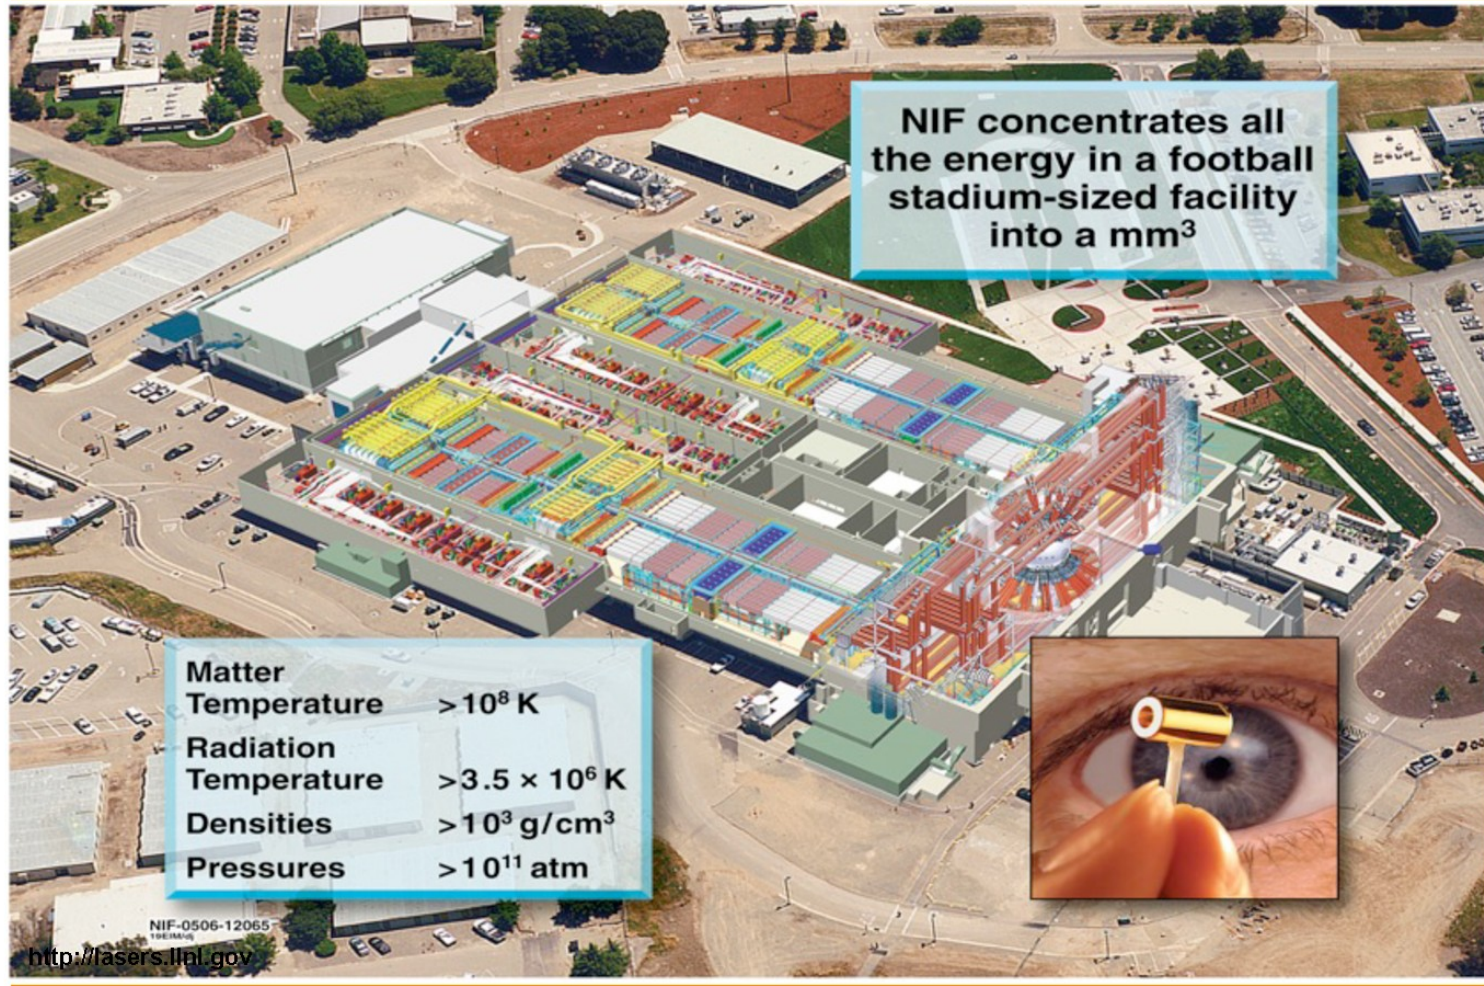 NIF concentrates all
the energy in a football
stadium-sized facility
into a mm³
Matter
Temperature >10⁸ K
Radiation
Temperature >3.5 × 10⁶ K
Densities >10³ g/cm³
Pressures >10¹¹ atm
NIF-0506-12065
http://lasers.llnl.gov